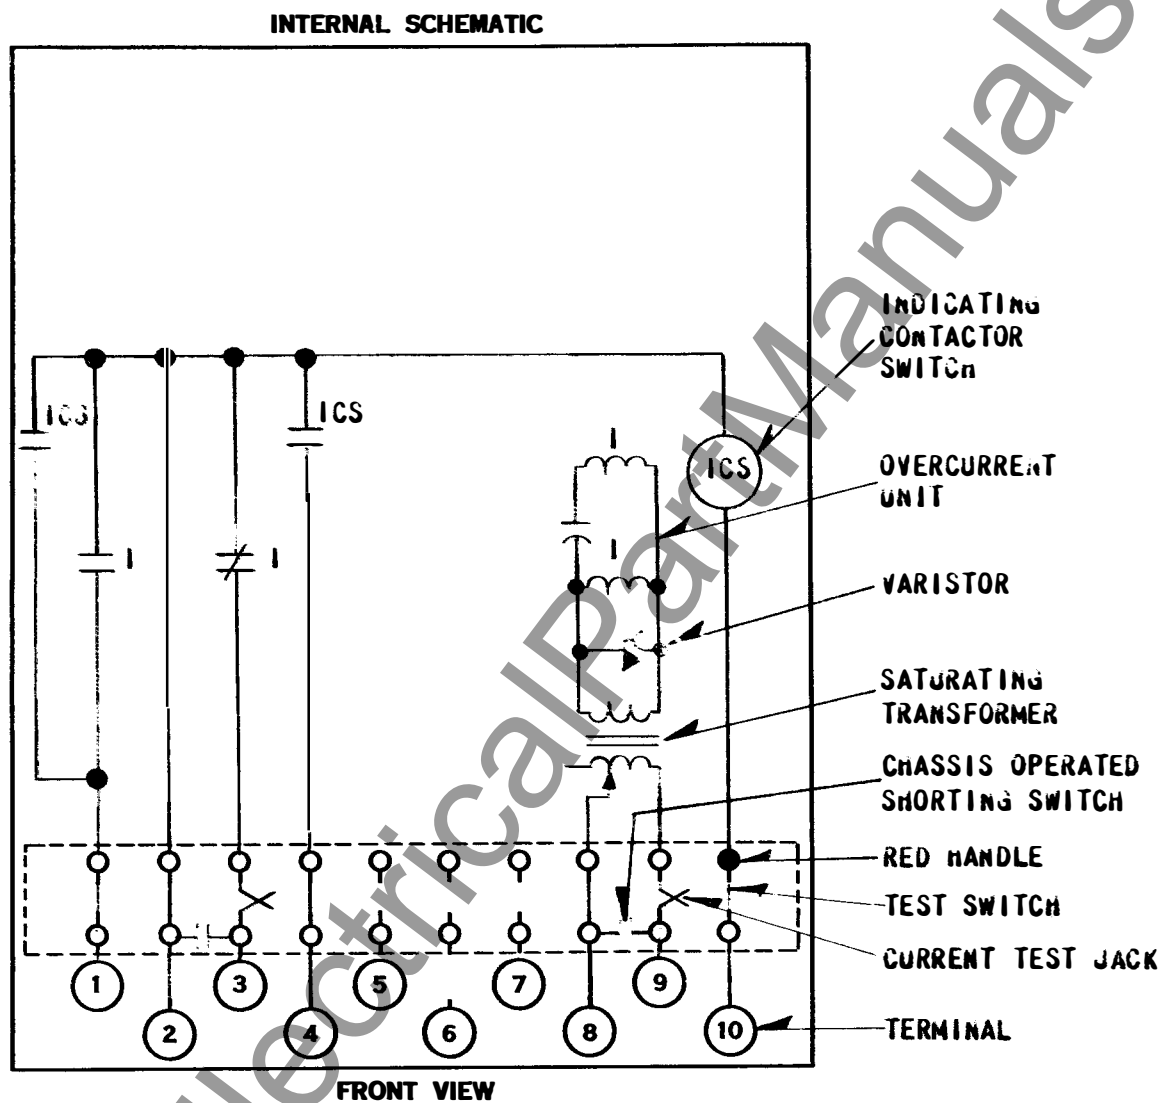 INTERNAL SCHEMATIC
INDICATING
CONTACTOR
SWITCH
ICS
ICS
I
ICS
OVERCURRENT
UNIT
I
I
I
VARISTOR
SATURATING
TRANSFORMER
CHASSIS OPERATED
SHORTING SWITCH
RED HANDLE
TEST SWITCH
CURRENT TEST JACK
1
3
5
7
9
2
4
6
8
10
TERMINAL
FRONT VIEW
llectricalPartManuals